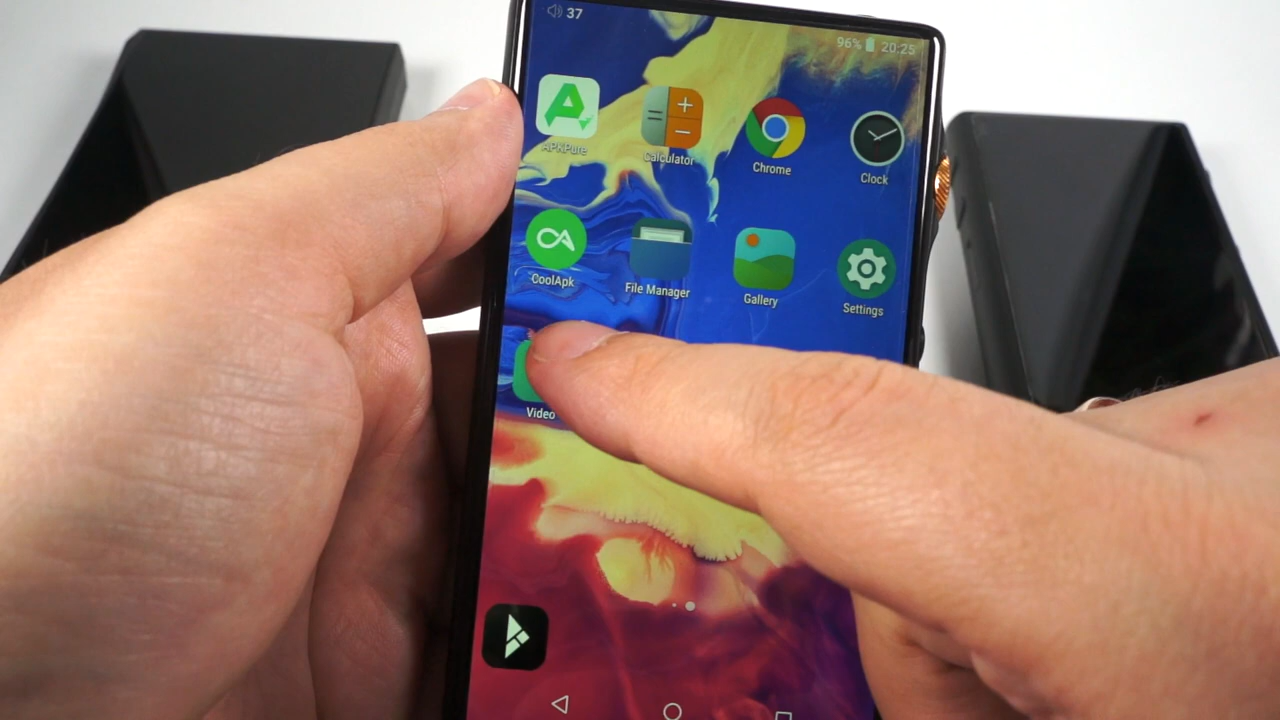 37
96% 20:25
APKPure
Calculator
Chrome
Clock
CoolApk
File Manager
Gallery
Settings
Video